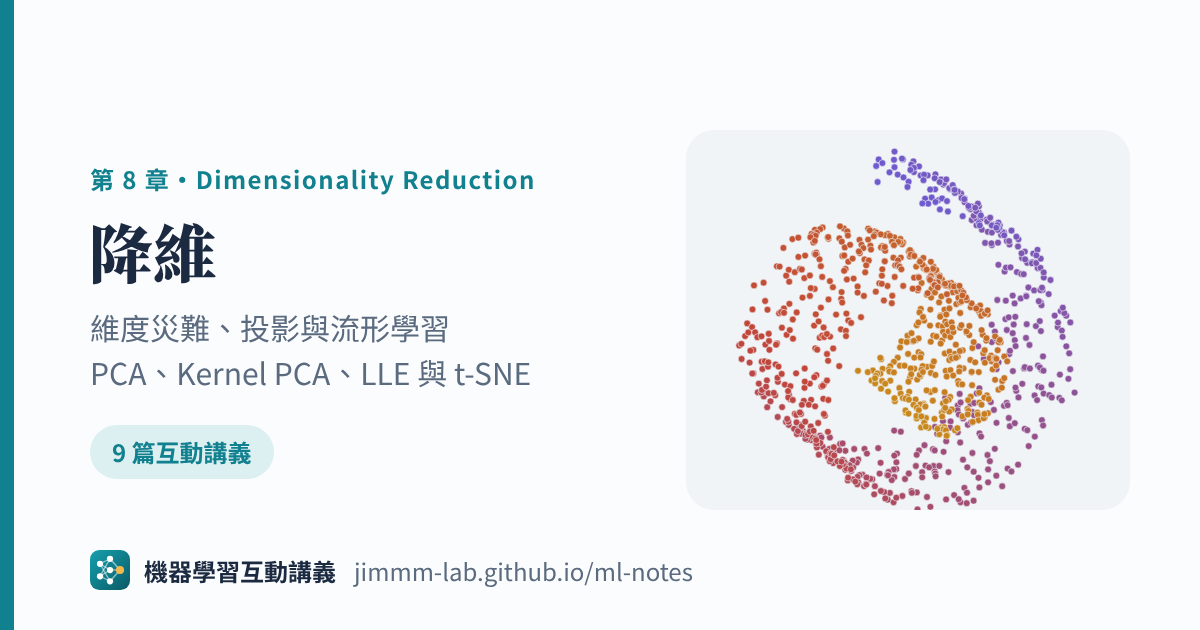 第 8 章・Dimensionality Reduction
降維
維度災難、投影與流形學習
PCA、Kernel PCA、LLE 與 t-SNE
9 篇互動講義
機器學習互動講義 jimmm-lab.github.io/ml-notes